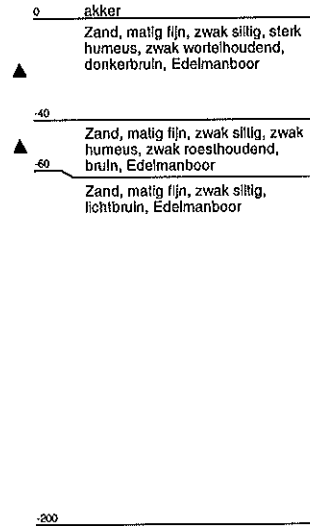 0 akker
Zand, matig fijn, zwak siltig, sterk
humeus, zwak wortelhoudend,
donkerbruin, Edelmanboor
-40
Zand, matig fijn, zwak siltig, zwak
humeus, zwak roesthoudend,
bruin, Edelmanboor
-60
Zand, matig fijn, zwak siltig,
lichtbruin, Edelmanboor
-200